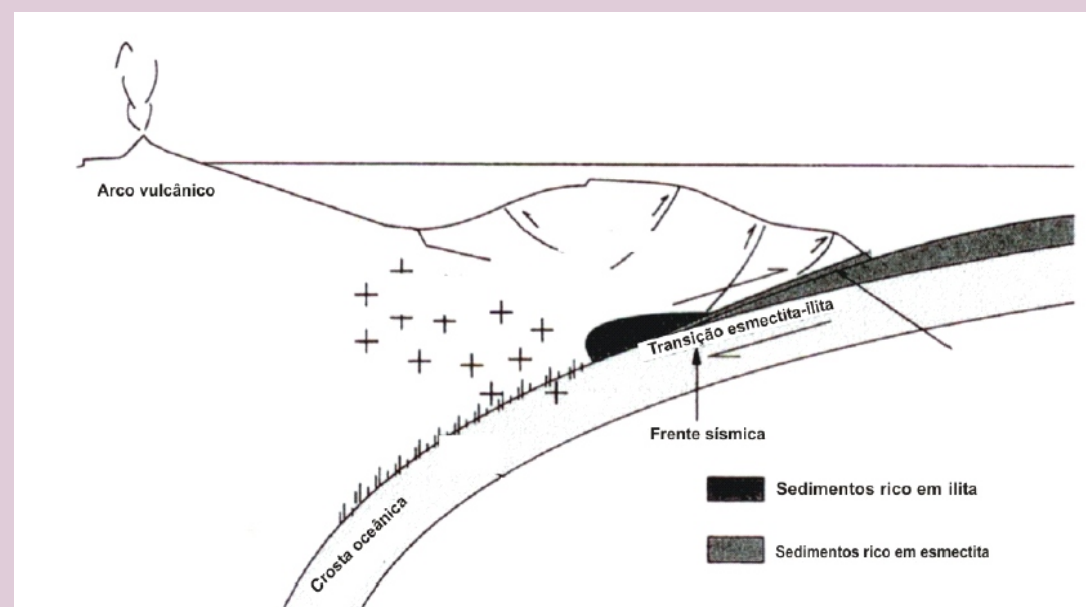 Arco vulcânico
Transição esmectita-ilita
Frente sísmica
Crosta oceânica
Sedimentos rico em ilita
Sedimentos rico em esmectita